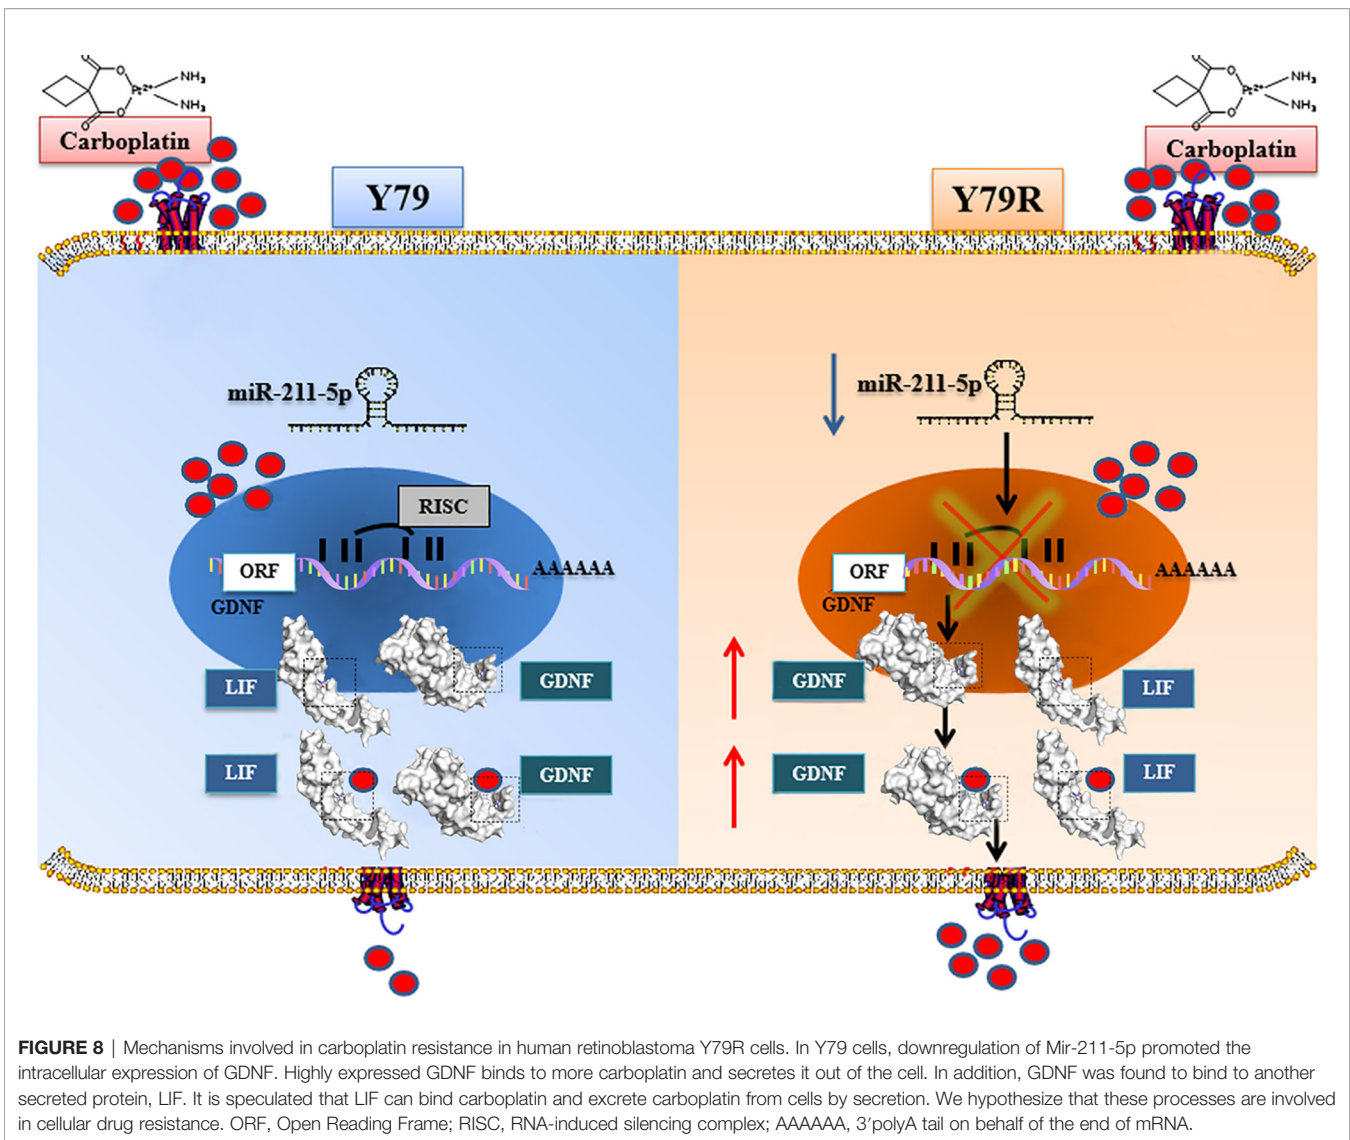 O
O
Pt²⁺
NH₃
O
O
NH₃
Carboplatin
O
O
Pt²⁺
NH₃
O
O
NH₃
Carboplatin
Y79
Y79R
miR-211-5p
miR-211-5p
RISC
ORF
AAAAAA
GDNF
ORF
AAAAAA
GDNF
LIF
GDNF
GDNF
LIF
LIF
GDNF
GDNF
LIF
FIGURE 8 | Mechanisms involved in carboplatin resistance in human retinoblastoma Y79R cells. In Y79 cells, downregulation of Mir-211-5p promoted the
intracellular expression of GDNF. Highly expressed GDNF binds to more carboplatin and secretes it out of the cell. In addition, GDNF was found to bind to another
secreted protein, LIF. It is speculated that LIF can bind carboplatin and excrete carboplatin from cells by secretion. We hypothesize that these processes are involved
in cellular drug resistance. ORF, Open Reading Frame; RISC, RNA-induced silencing complex; AAAAAA, 3′polyA tail on behalf of the end of mRNA.